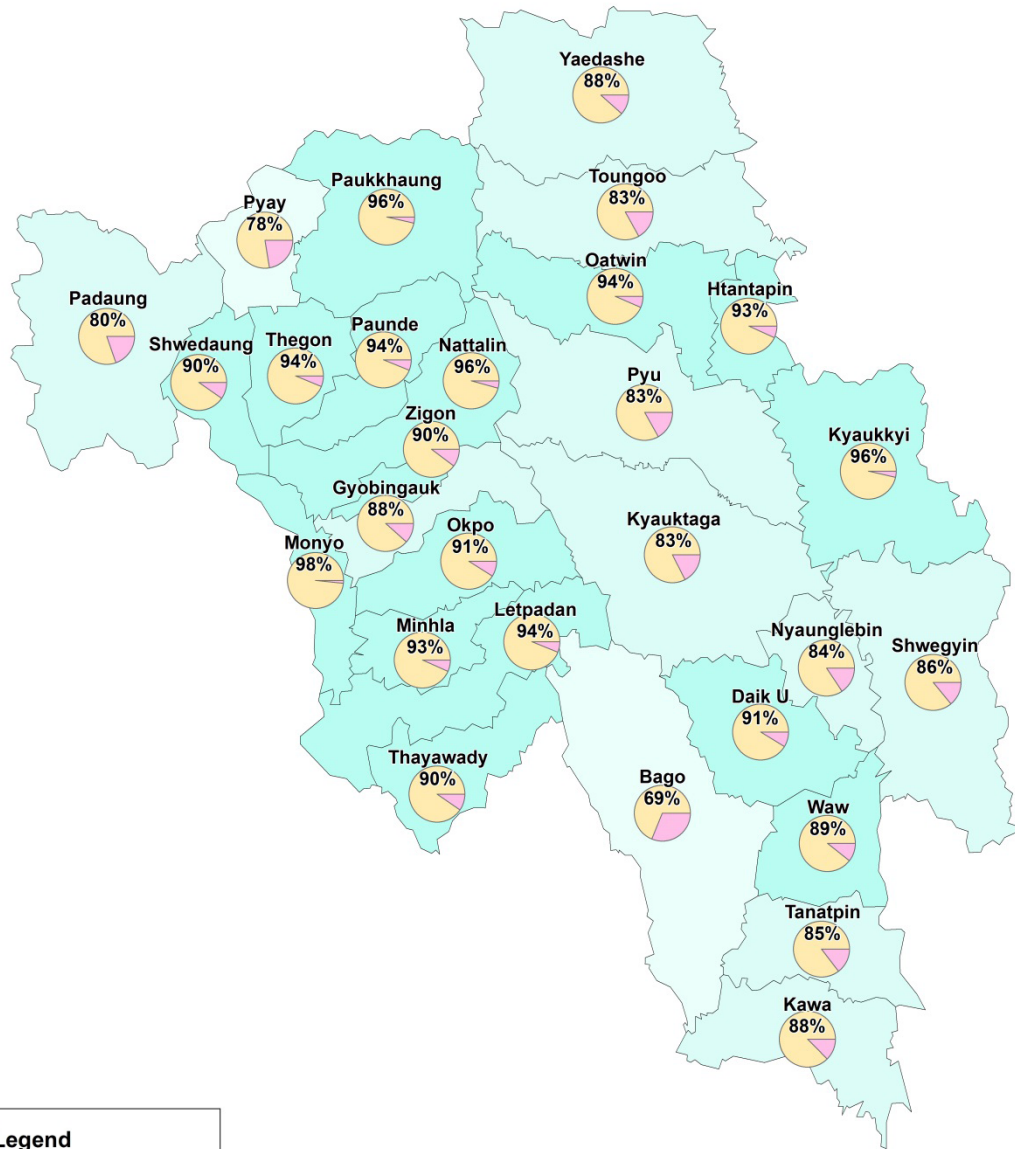 Yaedashe
88%
Toungoo
83%
Paukkhaung
96%
Pyay
78%
Oatwin
94%
Htantapin
93%
Padaung
80%
Shwedaung
90%
Thegon
94%
Paunde
94%
Nattalin
96%
Pyu
83%
Zigon
90%
Kyaukkyi
96%
Gyobingauk
88%
Okpo
91%
Kyauktaga
83%
Monyo
98%
Minhla
93%
Letpadan
94%
Nyaunglebin
84%
Shwegyin
86%
Daik U
91%
Thayawady
90%
Bago
69%
Waw
89%
Tanatpin
85%
Kawa
88%
Legend